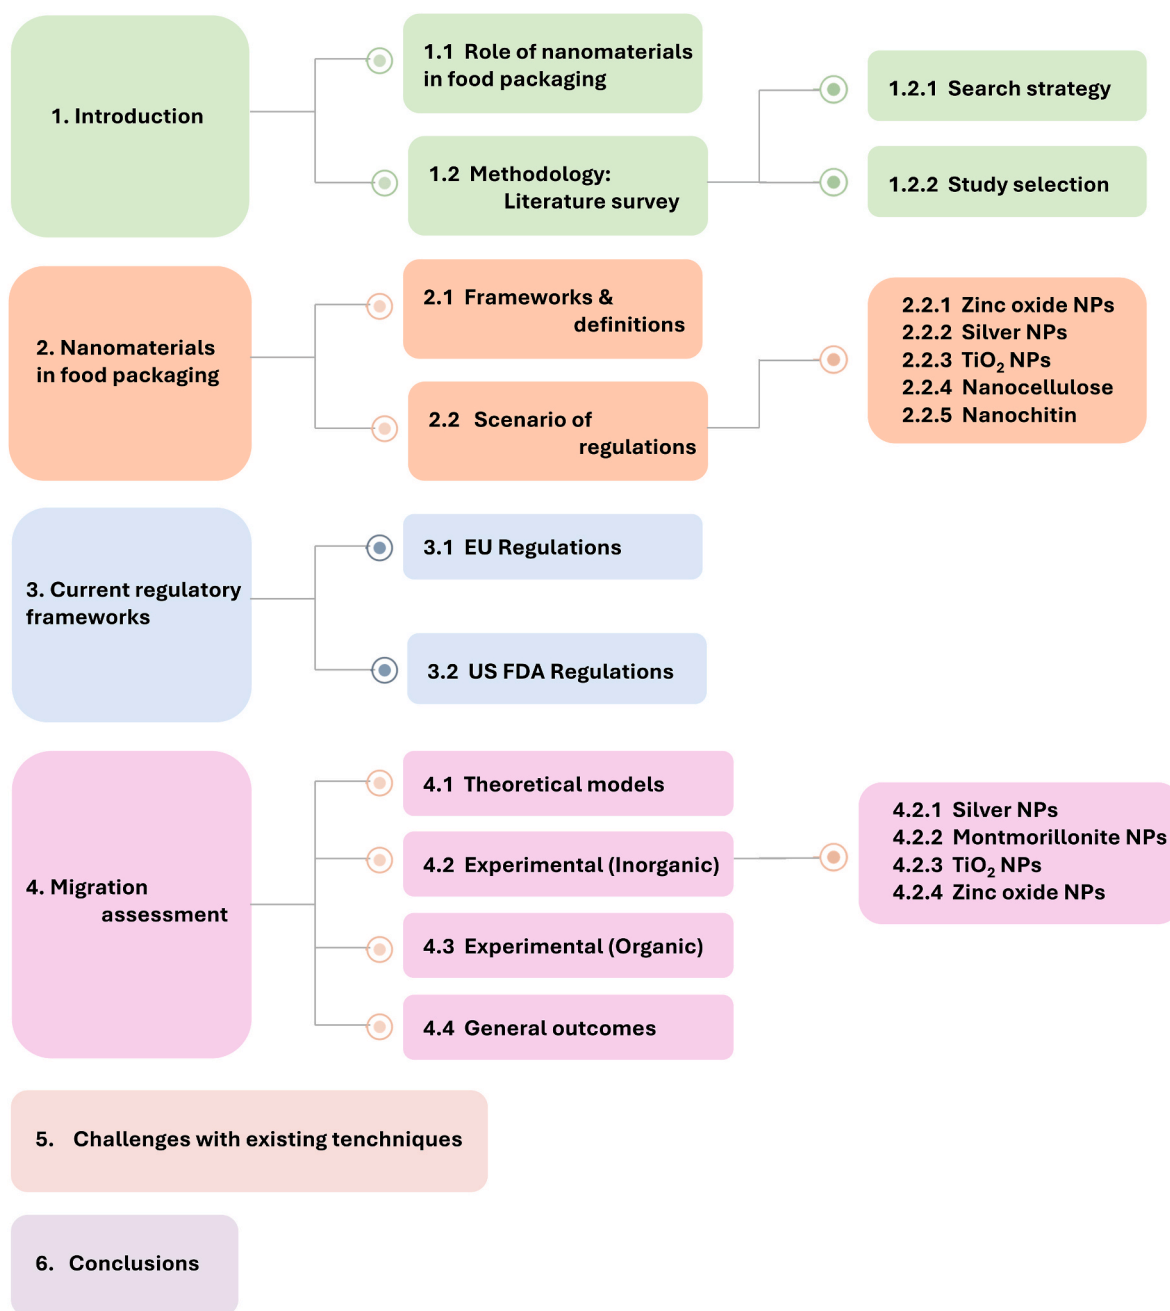 1. Introduction
1.1 Role of nanomaterials
in food packaging
1.2 Methodology:
Literature survey
1.2.1 Search strategy
1.2.2 Study selection
2. Nanomaterials
in food packaging
2.1 Frameworks &
definitions
2.2 Scenario of
regulations
2.2.1 Zinc oxide NPs
2.2.2 Silver NPs
2.2.3 TiO₂ NPs
2.2.4 Nanocellulose
2.2.5 Nanochitin
3. Current regulatory
frameworks
3.1 EU Regulations
3.2 US FDA Regulations
4. Migration
assessment
4.1 Theoretical models
4.2 Experimental (Inorganic)
4.3 Experimental (Organic)
4.4 General outcomes
4.2.1 Silver NPs
4.2.2 Montmorillonite NPs
4.2.3 TiO₂ NPs
4.2.4 Zinc oxide NPs
5. Challenges with existing tenchniques
6. Conclusions